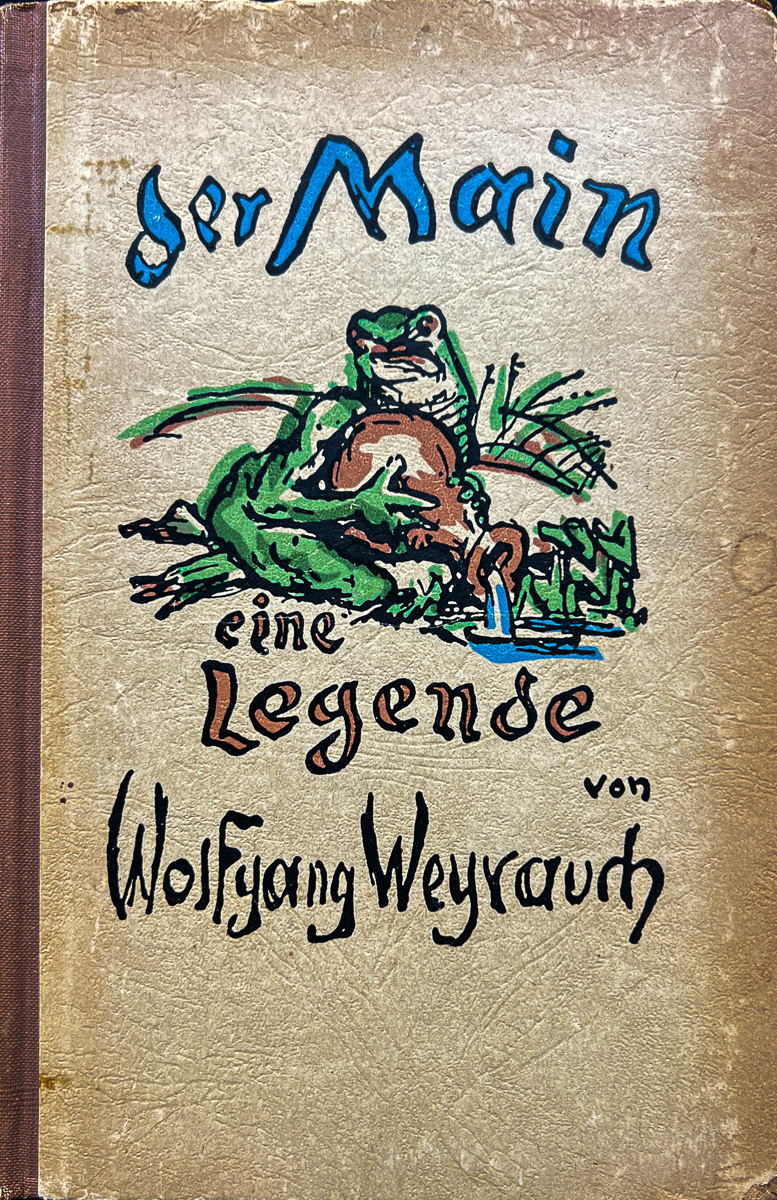 der Main
eine
Legende
von
Wolfgang Weyrauch